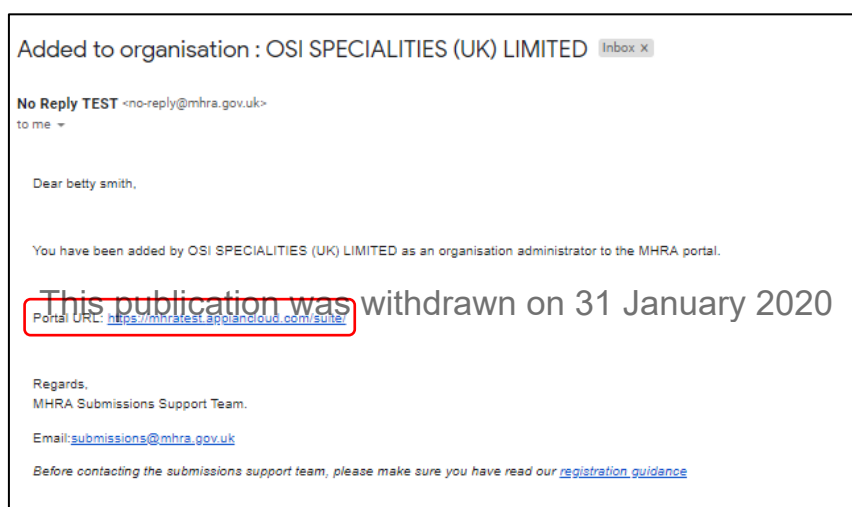 Added to organisation : OSI SPECIALITIES (UK) LIMITED Inbox x
No Reply TEST <no-reply@mhra.gov.uk>
to me
Dear betty smith,
You have been added by OSI SPECIALITIES (UK) LIMITED as an organisation administrator to the MHRA portal.
This publication was withdrawn on 31 January 2020
Portal URL: https://mhratest.appiancloud.com/suite/
Regards,
MHRA Submissions Support Team.
Email:submissions@mhra.gov.uk
Before contacting the submissions support team, please make sure you have read our registration guidance